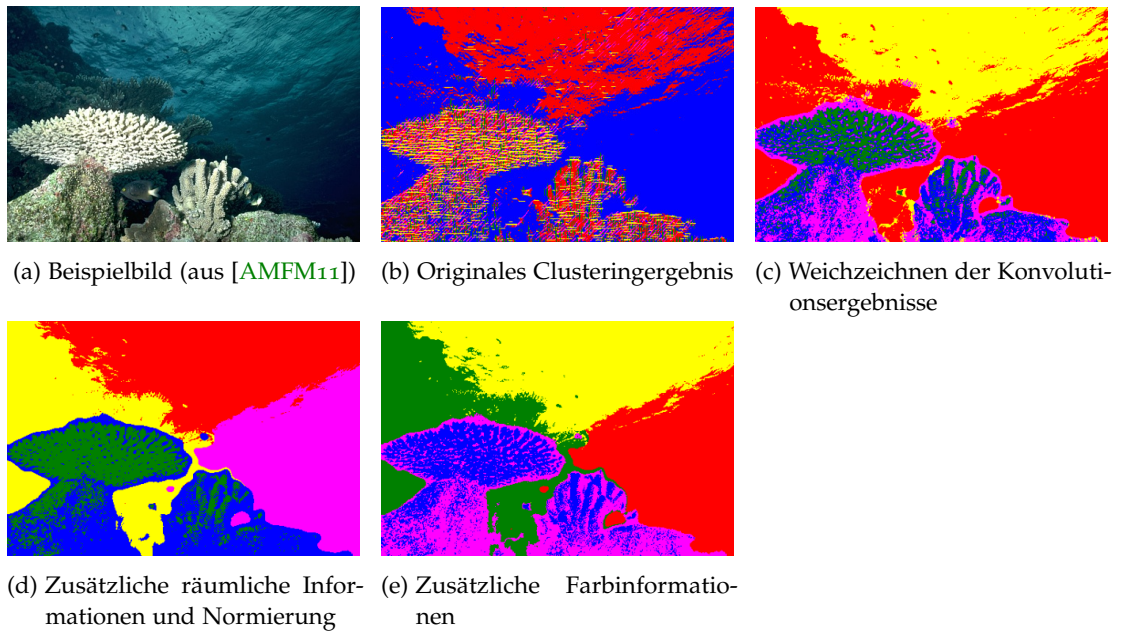 (a) Beispielbild (aus [AMFM11])
(b) Originales Clusteringergebnis
(c) Weichzeichnen der Konvoluti-
onsergebnisse
(d) Zusätzliche räumliche Infor-
mationen und Normierung
(e) Zusätzliche Farbinformatio-
nen